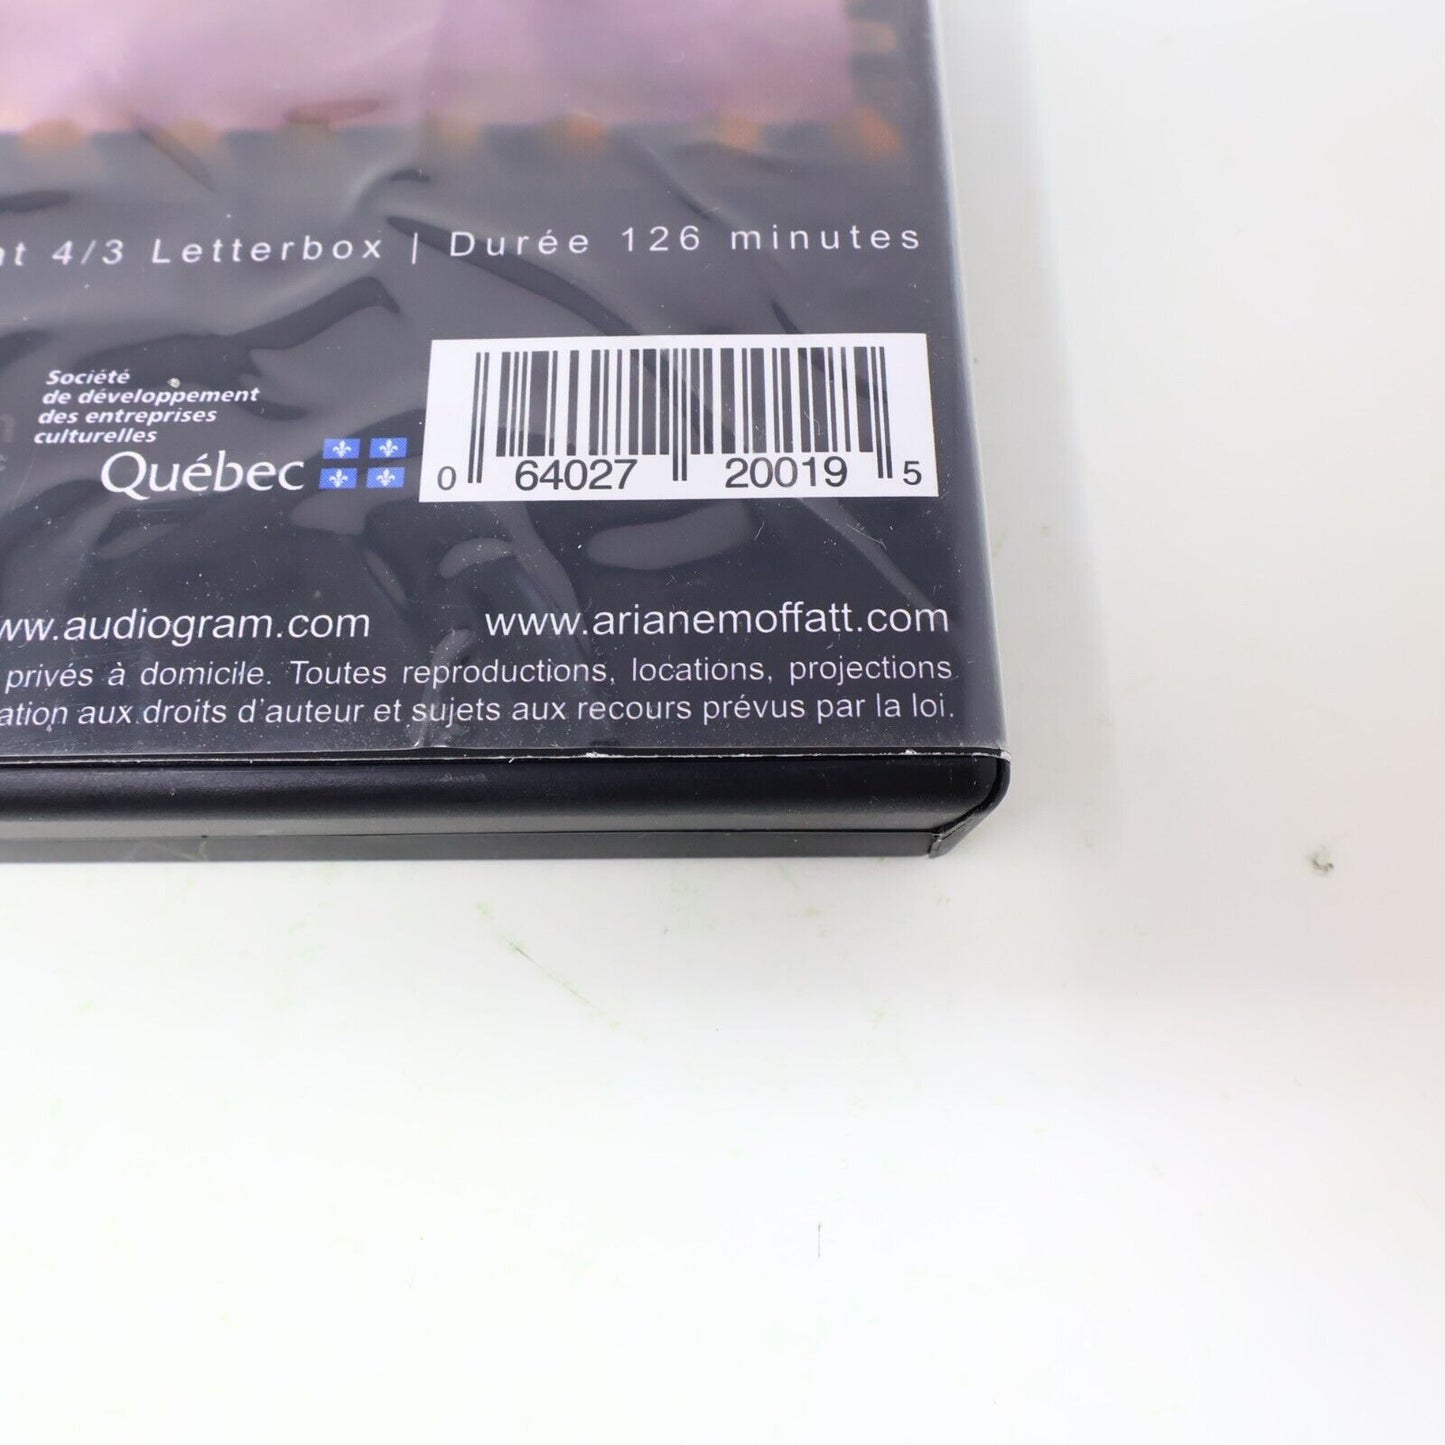 4/3 Letterbox | Durée 126 minutes
Société
de développement
des entreprises
culturelles
Québec
0 64027 20019 5
www.audiogram.com www.arianemoffatt.com
privés à domicile. Toutes reproductions, locations, projections
aux droits d'auteur et sujets aux recours prévus par la loi.